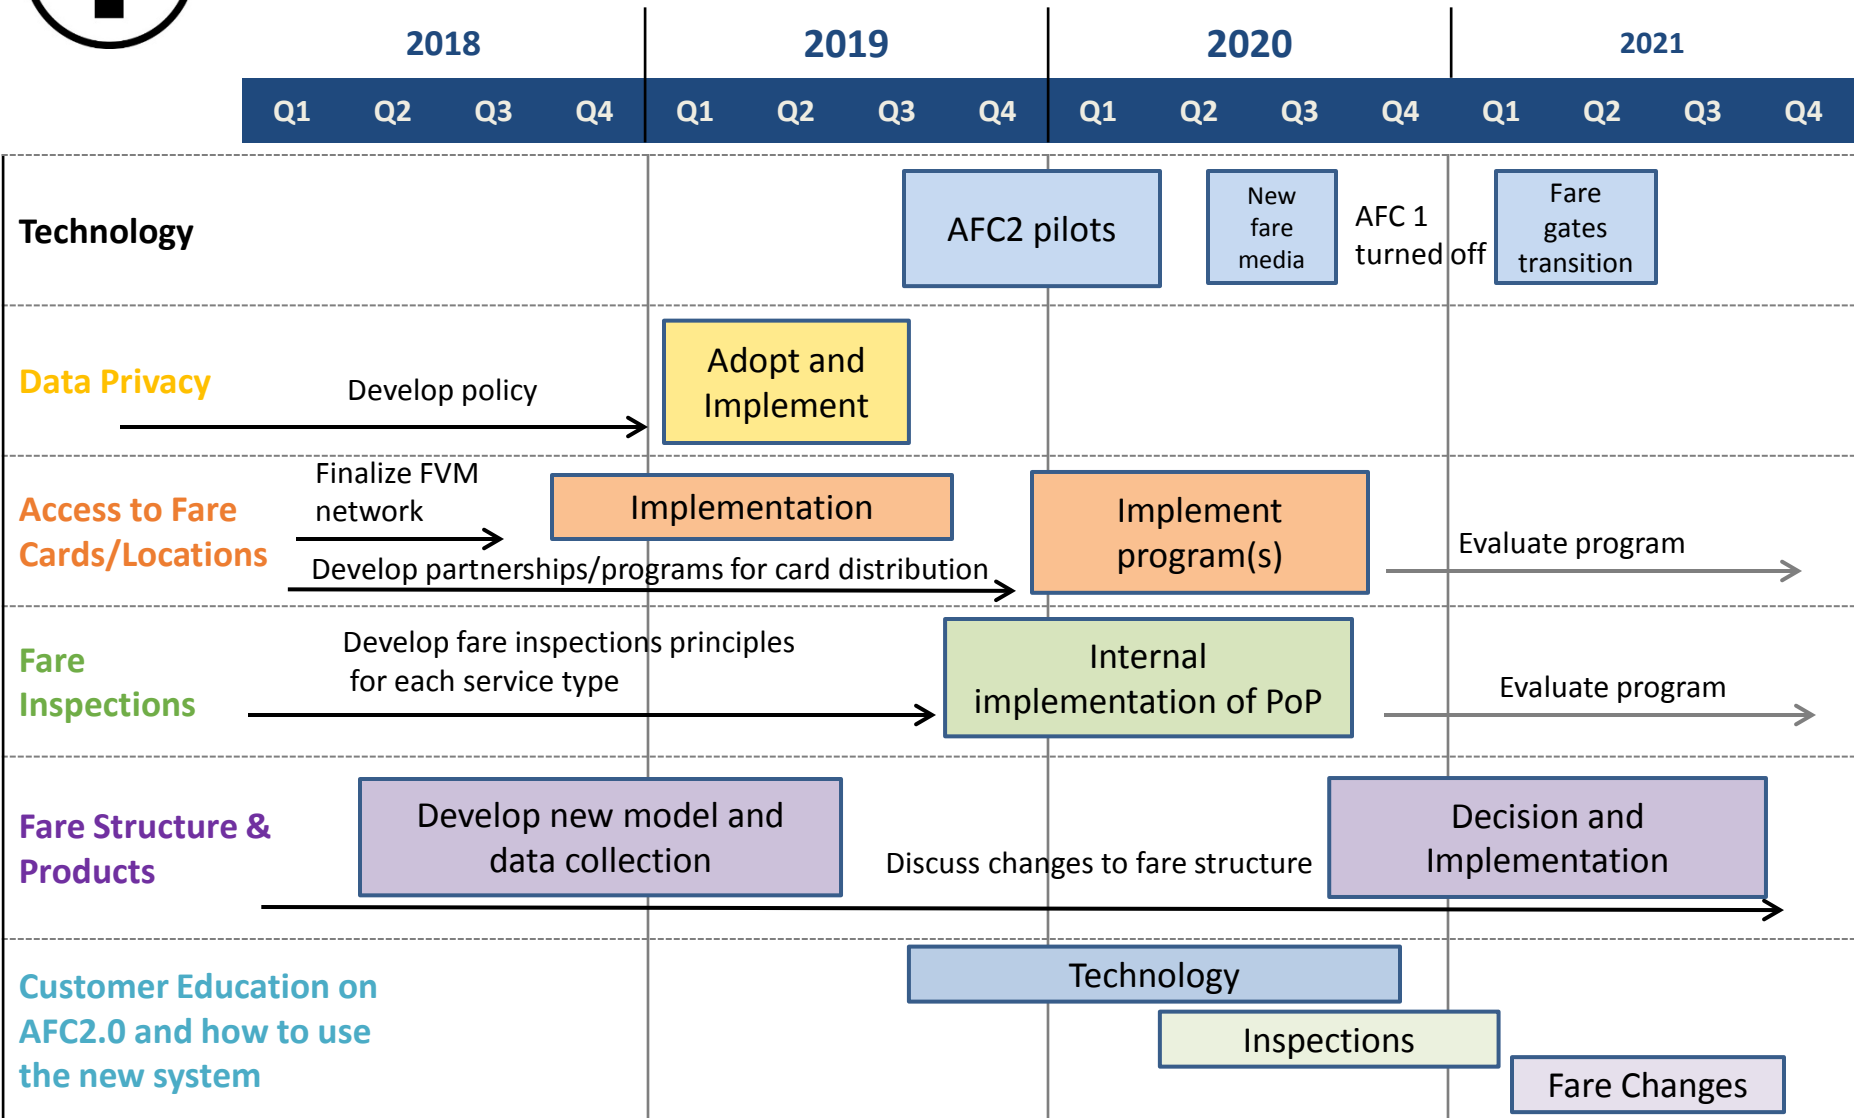 2018
2019
2020
2021
Q1 Q2 Q3 Q4 Q1 Q2 Q3 Q4 Q1 Q2 Q3 Q4 Q1 Q2 Q3 Q4
Technology
AFC2 pilots
New
fare
media
AFC 1
turned off
Fare
gates
transition
Data Privacy
Develop policy
Adopt and
Implement
Access to Fare
Cards/Locations
Finalize FVM
network
Implementation
Develop partnerships/programs for card distribution
Implement
program(s)
Evaluate program
Fare
Inspections
Develop fare inspections principles
for each service type
Internal
implementation of PoP
Evaluate program
Fare Structure &
Products
Develop new model and
data collection
Discuss changes to fare structure
Decision and
Implementation
Customer Education on
AFC2.0 and how to use
the new system
Technology
Inspections
Fare Changes